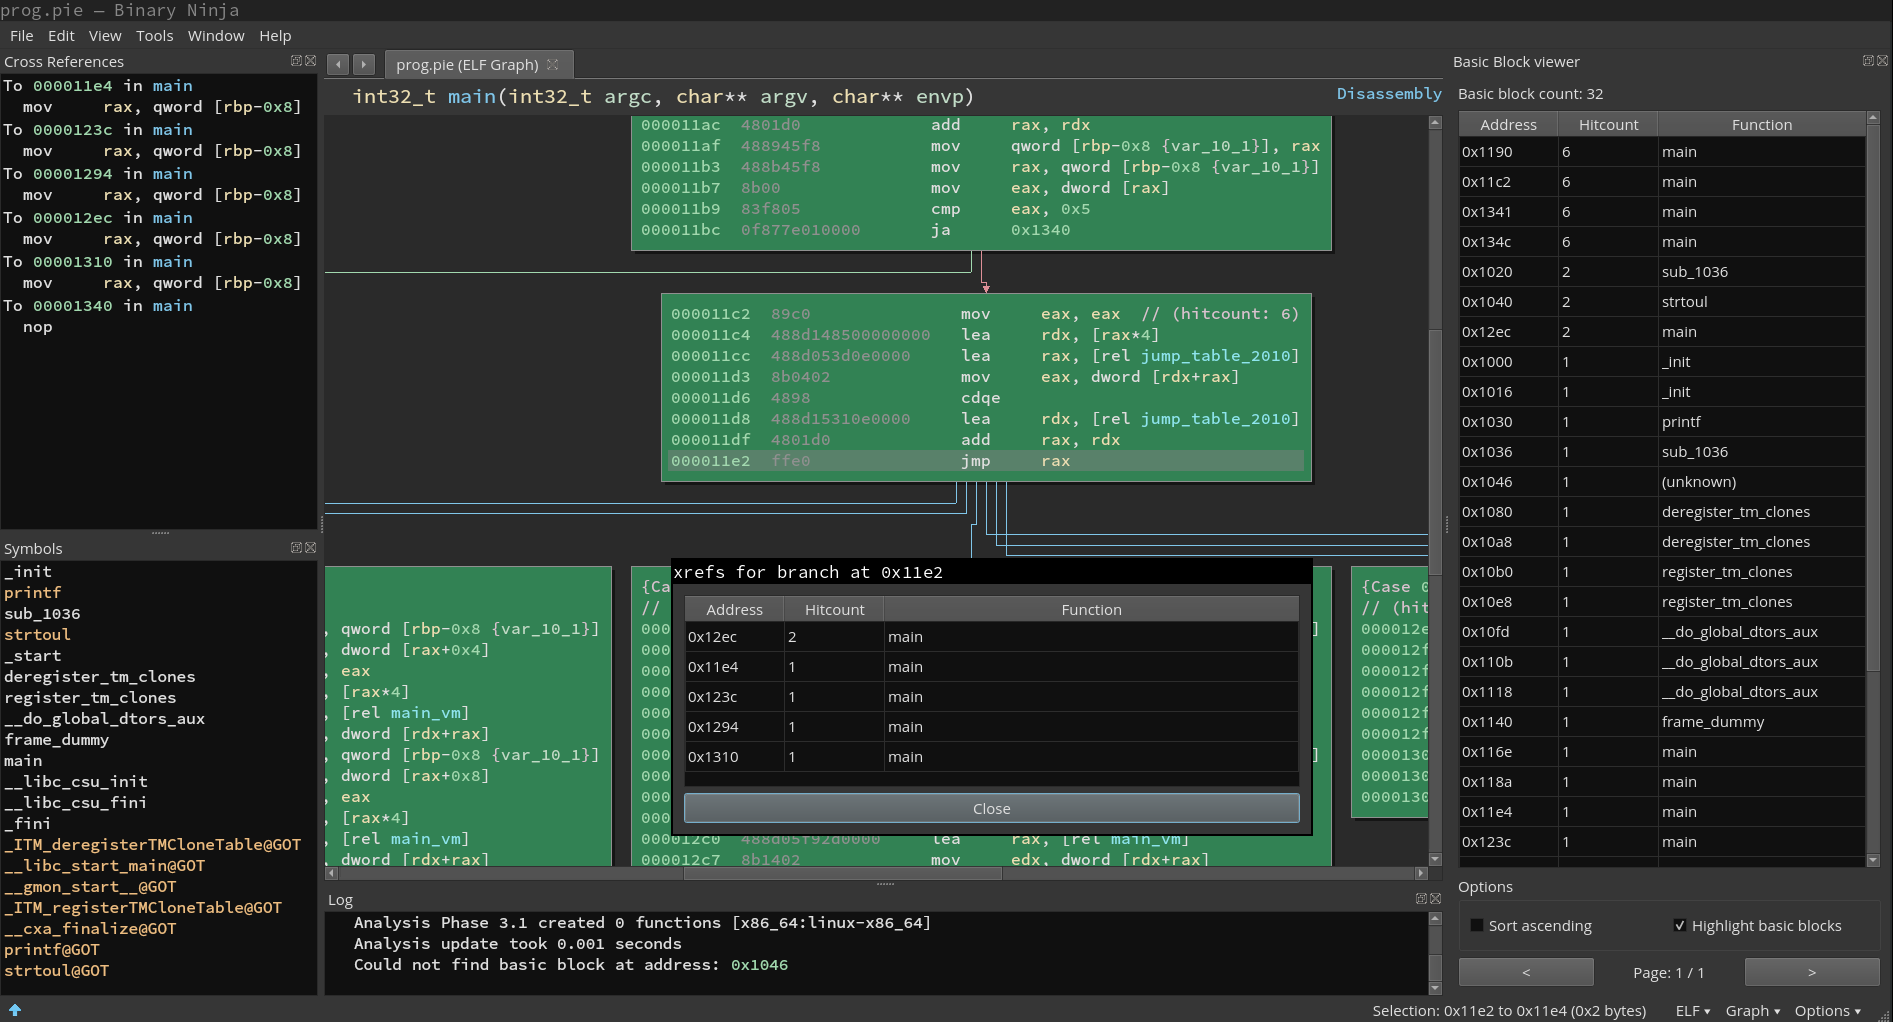 prog.pie — Binary Ninja
File Edit View Tools Window Help
Cross References
To 000011e4 in main
mov rax, qword [rbp-0x8]
To 0000123c in main
mov rax, qword [rbp-0x8]
To 00001294 in main
mov rax, qword [rbp-0x8]
To 000012ec in main
mov rax, qword [rbp-0x8]
To 00001310 in main
mov rax, qword [rbp-0x8]
To 00001340 in main
nop
Symbols
_init
printf
sub_1036
strtoul
_start
deregister_tm_clones
register_tm_clones
__do_global_dtors_aux
frame_dummy
main
__libc_csu_init
__libc_csu_fini
_fini
_ITM_deregisterTMCloneTable@GOT
__libc_start_main@GOT
__gmon_start__@GOT
_ITM_registerTMCloneTable@GOT
__cxa_finalize@GOT
printf@GOT
strtoul@GOT
prog.pie (ELF Graph)
int32_t main(int32_t argc, char** argv, char** envp)
Disassembly
000011ac 4801d0 add rax, rdx
000011af 488945f8 mov qword [rbp-0x8 {var_10_1}], rax
000011b3 488b45f8 mov rax, qword [rbp-0x8 {var_10_1}]
000011b7 8b00 mov eax, dword [rax]
000011b9 83f805 cmp eax, 0x5
000011bc 0f877e010000 ja 0x1340
000011c2 89c0 mov eax, eax // (hitcount: 6)
000011c4 488d148500000000 lea rdx, [rax*4]
000011cc 488d053d0e0000 lea rax, [rel jump_table_2010]
000011d3 8b0402 mov eax, dword [rdx+rax]
000011d6 4898 cdqe
000011d8 488d15310e0000 lea rdx, [rel jump_table_2010]
000011df 4801d0 add rax, rdx
000011e2 ffe0 jmp rax
, qword [rbp-0x8 {var_10_1}]
, dword [rax+0x4]
, eax
, [rax*4]
, [rel main_vm]
, dword [rdx+rax]
, qword [rbp-0x8 {var_10_1}]
, dword [rax+0x8]
, eax
, [rax*4]
, [rel main_vm]
, dword [rdx+rax]
{Ca
//
000
000
000
000
000
000
000
000
000
000
000012c0 488d05f92d0000 lea rax, [rel main_vm]
000012c7 8b1402 mov edx, dword [rdx+rax]
{Case 0
// (hit
000012e
000012f
000012f
000012f
000012f
000012f
0000130
0000130
0000130
xrefs for branch at 0x11e2
Address Hitcount Function
0x12ec 2 main
0x11e4 1 main
0x123c 1 main
0x1294 1 main
0x1310 1 main
Close
Log
Analysis Phase 3.1 created 0 functions [x86_64:linux-x86_64]
Analysis update took 0.001 seconds
Could not find basic block at address: 0x1046
Basic Block viewer
Basic block count: 32
Address Hitcount Function
0x1190 6 main
0x11c2 6 main
0x1341 6 main
0x134c 6 main
0x1020 2 sub_1036
0x1040 2 strtoul
0x12ec 2 main
0x1000 1 _init
0x1016 1 _init
0x1030 1 printf
0x1036 1 sub_1036
0x1046 1 (unknown)
0x1080 1 deregister_tm_clones
0x10a8 1 deregister_tm_clones
0x10b0 1 register_tm_clones
0x10e8 1 register_tm_clones
0x10fd 1 __do_global_dtors_aux
0x110b 1 __do_global_dtors_aux
0x1118 1 __do_global_dtors_aux
0x1140 1 frame_dummy
0x116e 1 main
0x118a 1 main
0x11e4 1 main
0x123c 1 main
Options
Sort ascending Highlight basic blocks
< Page: 1 / 1 >
Selection: 0x11e2 to 0x11e4 (0x2 bytes) ELF Graph Options